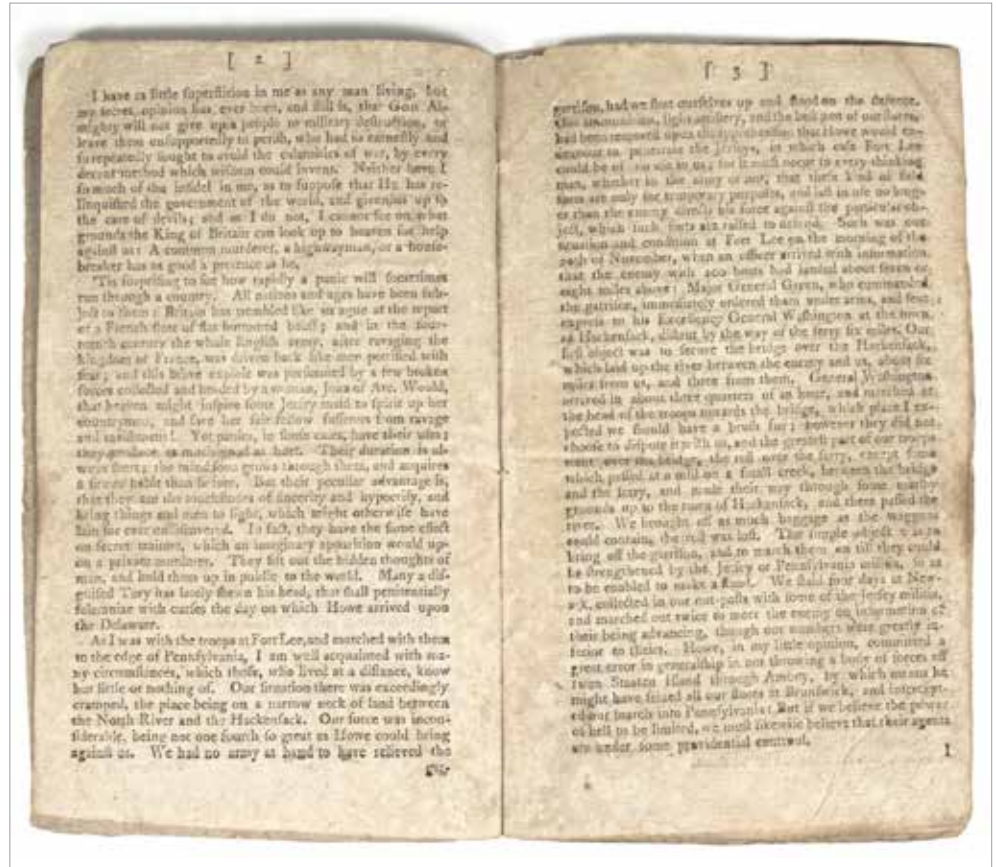 [ 2 ]
I have as little superstition in me as any man living, but
my secret opinion has ever been, and still is, that God Al-
mighty will not give up a people to military destruction, or
leave them unsupportedly to perish, who had so earnestly and
so repeatedly sought to avoid the calamities of war, by every
decent method which wisdom could invent. Neither have I
so much of the infidel in me, as to suppose that He has re-
linquished the government of the world, and given us up to
the care of devils; and as I do not, I cannot see on what
grounds the King of Britain can look up to heaven for help
against us: A common murderer, a highwayman, or a house-
breaker has as good a pretence as he.
'Tis surprising to see how rapidly a panic will sometimes
run through a country. All nations and ages have been sub-
ject to them: Britain has trembled like an ague at the report
of a French fleet of flat bottomed boats; and in the four-
teenth century the whole English army, after ravaging the
kingdom of France, was driven back like men petrified with
fear; and this brave exploit was performed by a few broken
forces collected and headed by a woman, Joan of Arc. Would,
that heaven might inspire some Jersey maid to spirit up her
countrymen, and save her fair fellow sufferers from ravage
and ravishment! Yet panics, in some cases, have their uses;
they produce as much good as hurt. Their duration is al-
ways short; the mind soon grows through them, and acquires
a firmer habit than before. But their peculiar advantage is,
that they are the touchstones of sincerity and hypocrisy, and
bring things and men to light, which might otherwise have
lain for ever undiscovered. In fact, they have the same effect
on secret traitors, which an imaginary apparition would up-
on a private murderer. They sift out the hidden thoughts of
man, and hold them up in public to the world. Many a dis-
guised Tory has lately shewn his head, that shall penitentially
solemnize with curses the day on which Howe arrived upon
the Delaware.
As I was with the troops at Fort Lee, and marched with them
to the edge of Pennsylvania, I am well acquainted with ma-
ny circumstances, which those, who lived at a distance, know
but little or nothing of. Our situation there was exceedingly
cramped, the place being on a narrow neck of land between
the North River and the Hackensack. Our force was incon-
siderable, being not one fourth so great as Howe could bring
against us. We had no army at hand to have relieved the
[ 3 ]
garrison, had we shut ourselves up and stood on the defence.
Our ammunition, light artillery, and the best part of our stores,
had been removed upon the apprehension that Howe would en-
deavour to penetrate the Jersies, in which case Fort Lee
could be of no use to us; for it must occur to every thinking
man, whether in the army or not, that these kind of field
forts are only for temporary purposes, and last in use no long-
er than the enemy directs his force against the particular ob-
ject, which such forts are raised to defend. Such was our
situation and condition at Fort Lee on the morning of the
20th of November, when an officer arrived with information
that the enemy with 200 boats had landed about seven or
eight miles above: Major General Green, who commanded
the garrison, immediately ordered them under arms, and sent
express to his Excellency General Washington at the town
of Hackensack, distant by the way of the ferry six miles. Our
first object was to secure the bridge over the Hackensack,
which laid up the river between the enemy and us, about six
miles from us, and three from them. General Washington
arrived in about three quarters of an hour, and marched at
the head of the troops towards the bridge, which place I ex-
pected we should have a brush for; however they did not
choose to dispute it with us, and the greatest part of our troops
went over the bridge, the rest over the ferry, except some
which passed at a mill on a small creek, between the bridge
and the ferry, and made their way through some marshy
grounds up to the town of Hackensack, and there passed the
river. We brought off as much baggage as the waggons
could contain, the rest was lost. The simple object was to
bring off the garrison, and to march them on till they could
be strengthened by the Jersey or Pennsylvania militia, so as
to be enabled to make a stand. We staid four days at New-
ark, collected in our out-posts with some of the Jersey militia,
and marched out twice to meet the enemy on information of
their being advancing, though our numbers were greatly in-
ferior to theirs. Howe, in my little opinion, committed a
great error in generalship in not throwing a body of forces off
from Staaten Island through Amboy, by which means he
might have seized all our stores at Brunswick, and intercept-
ed our march into Pennsylvania: But if we believe the power
of hell to be limited, we must likewise believe that their agents
are under some providential controul.
I